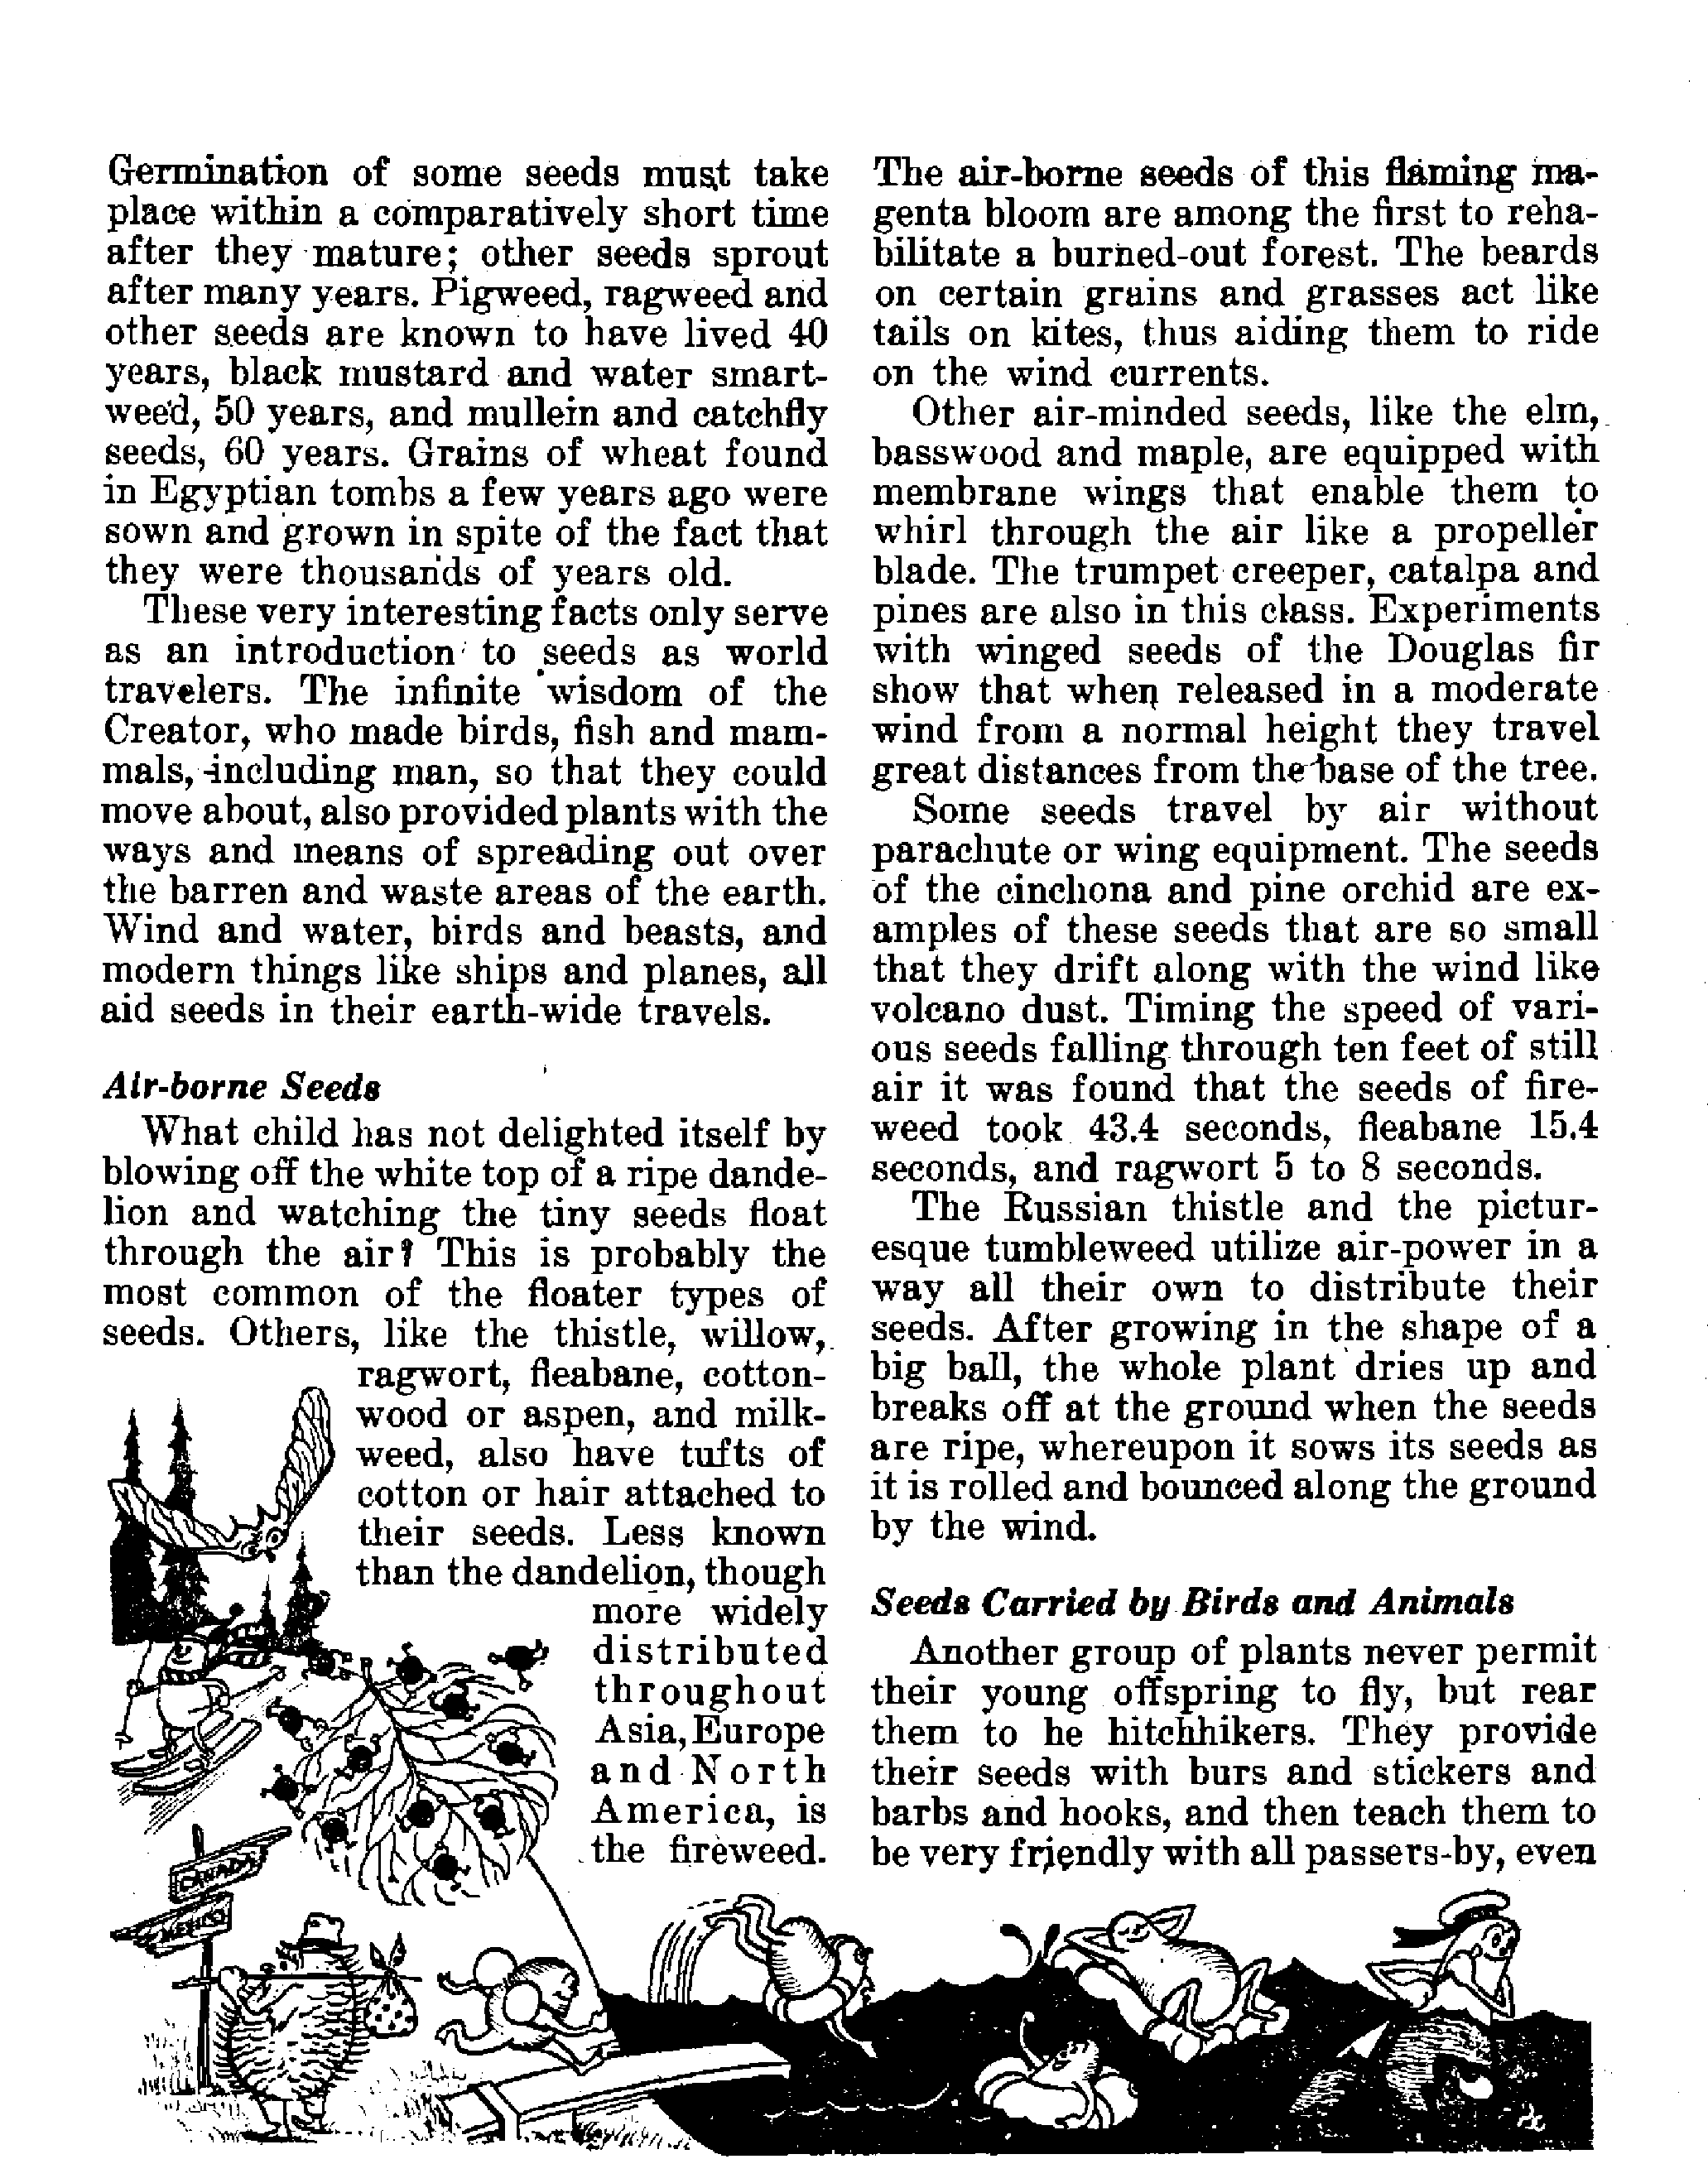 Germination of some seeds must take
place within a comparatively short time
after they mature; other seeds sprout
after many years. Pigweed, ragweed and
other seeds are known to have lived 40
years, black mustard and water smart-
weed, 50 years, and mullein and catchfly
seeds, 60 years. Grains of wheat found
in Egyptian tombs a few years ago were
sown and grown in spite of the fact that
they were thousands of years old.
These very interesting facts only serve
as an introduction to seeds as world
travelers. The infinite wisdom of the
Creator, who made birds, fish and mam-
mals, including man, so that they could
move about, also provided plants with the
ways and means of spreading out over
the barren and waste areas of the earth.
Wind and water, birds and beasts, and
modern things like ships and planes, all
aid seeds in their earth-wide travels.
Air-borne Seeds
What child has not delighted itself by
blowing off the white top of a ripe dande-
lion and watching the tiny seeds float
through the air? This is probably the
most common of the floater types of
seeds. Others, like the thistle, willow,
ragwort, fleabane, cotton-
wood or aspen, and milk-
weed, also have tufts of
cotton or hair attached to
their seeds. Less known
than the dandelion, though
more widely
distributed
throughout
Asia, Europe
and North
America, is
the fireweed.
CANADA
MEXICO
The air-borne seeds of this flaming ma-
genta bloom are among the first to reha-
bilitate a burned-out forest. The beards
on certain grains and grasses act like
tails on kites, thus aiding them to ride
on the wind currents.
Other air-minded seeds, like the elm,
basswood and maple, are equipped with
membrane wings that enable them to
whirl through the air like a propeller
blade. The trumpet creeper, catalpa and
pines are also in this class. Experiments
with winged seeds of the Douglas fir
show that when released in a moderate
wind from a normal height they travel
great distances from the base of the tree.
Some seeds travel by air without
parachute or wing equipment. The seeds
of the cinchona and pine orchid are ex-
amples of these seeds that are so small
that they drift along with the wind like
volcano dust. Timing the speed of vari-
ous seeds falling through ten feet of still
air it was found that the seeds of fire-
weed took 43.4 seconds, fleabane 15.4
seconds, and ragwort 5 to 8 seconds.
The Russian thistle and the pictur-
esque tumbleweed utilize air-power in a
way all their own to distribute their
seeds. After growing in the shape of a
big ball, the whole plant dries up and
breaks off at the ground when the seeds
are ripe, whereupon it sows its seeds as
it is rolled and bounced along the ground
by the wind.
Seeds Carried by Birds and Animals
Another group of plants never permit
their young offspring to fly, but rear
them to be hitchhikers. They provide
their seeds with burs and stickers and
barbs and hooks, and then teach them to
be very friendly with all passers-by, even